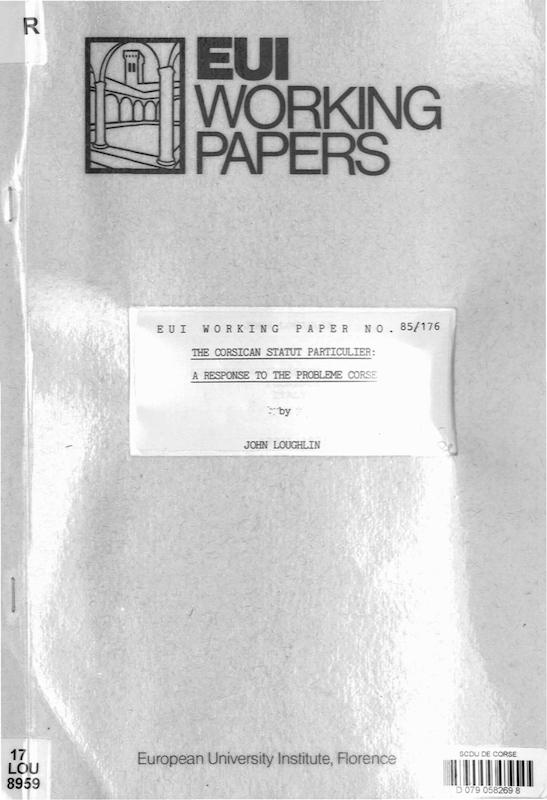 R
EUI
WORKING
PAPERS
EUI WORKING PAPER NO. 85/176
THE CORSICAN STATUT PARTICULIER:
A RESPONSE TO THE PROBLEME CORSE
by
JOHN LOUGHLIN
17
LOU
8959
European University Institute, Florence
SCDU DE CORSE
D 079 058269 8